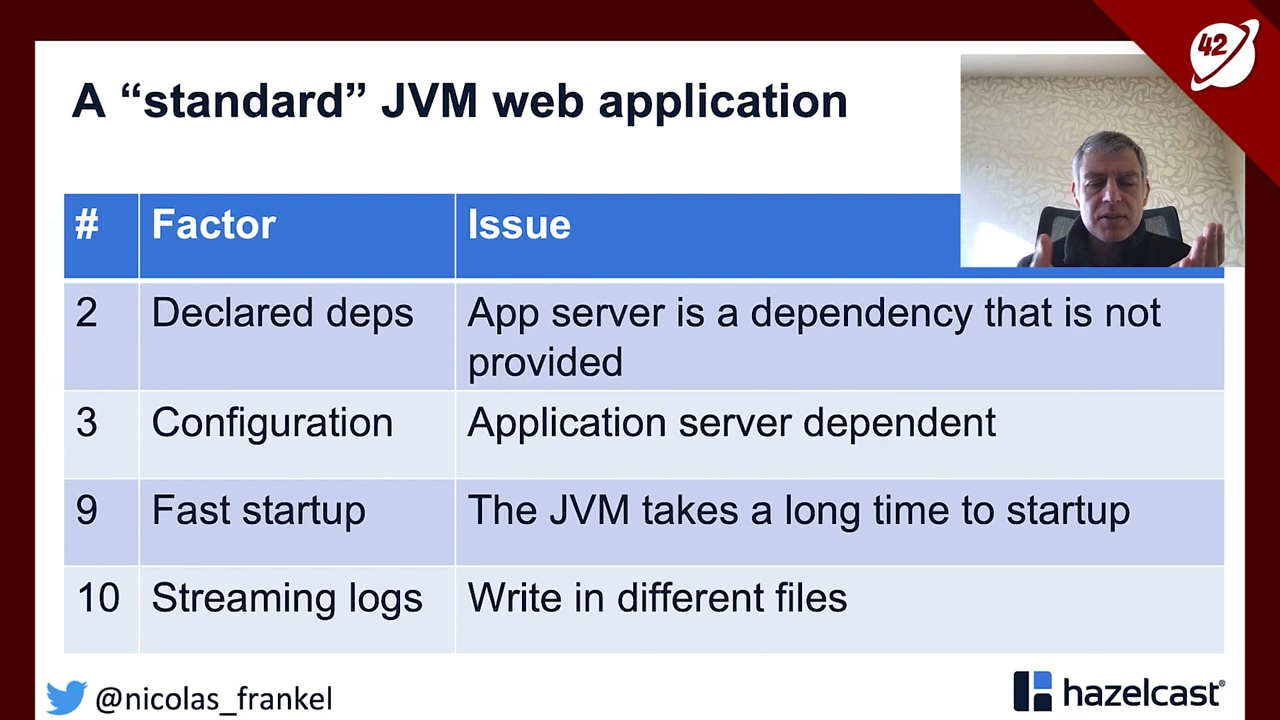 42
A “standard” JVM web application
# Factor Issue
2 Declared deps App server is a dependency that is not
provided
3 Configuration Application server dependent
9 Fast startup The JVM takes a long time to startup
10 Streaming logs Write in different files
@nicolas_frankel
hazelcast®